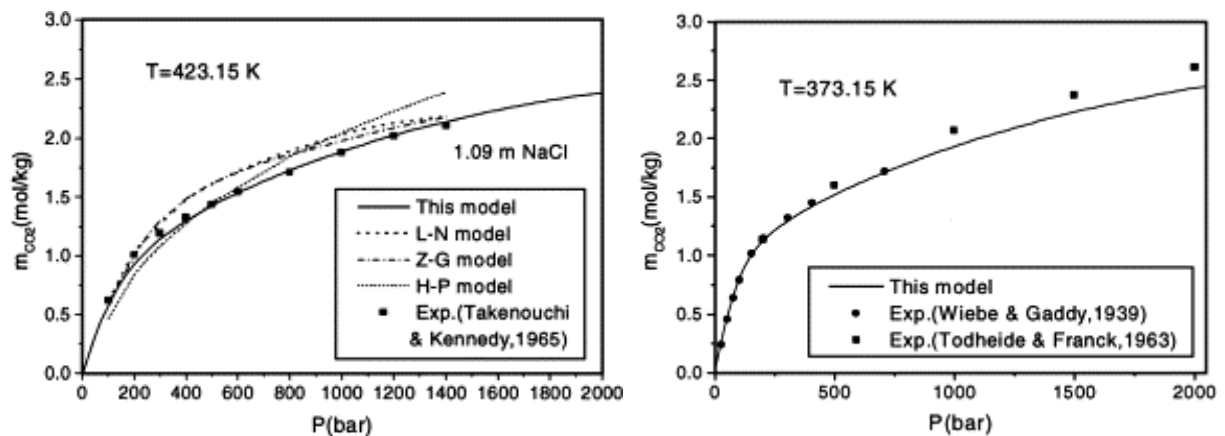 3.0
2.5
2.0
1.5
1.0
0.5
0.0
m_CO2(mol/kg)
T=423.15 K
1.09 m NaCl
This model
L-N model
Z-G model
H-P model
Exp.(Takenouchi
& Kennedy,1965)
0 200 400 600 800 1000 1200 1400 1600 1800 2000
P(bar)
3.0
2.5
2.0
1.5
1.0
0.5
0.0
m_CO2(mol/kg)
T=373.15 K
This model
Exp.(Wiebe & Gaddy,1939)
Exp.(Todheide & Franck,1963)
0 500 1000 1500 2000
P(bar)